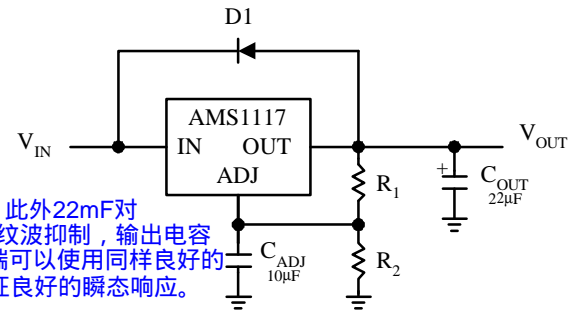 D1
AMS1117
IN OUT
ADJ
V IN
V OUT
R1
+
C OUT
22µF
此外22mF对
纹波抑制，输出电容
端可以使用同样良好的
证良好的瞬态响应。
C ADJ
10µF
R2